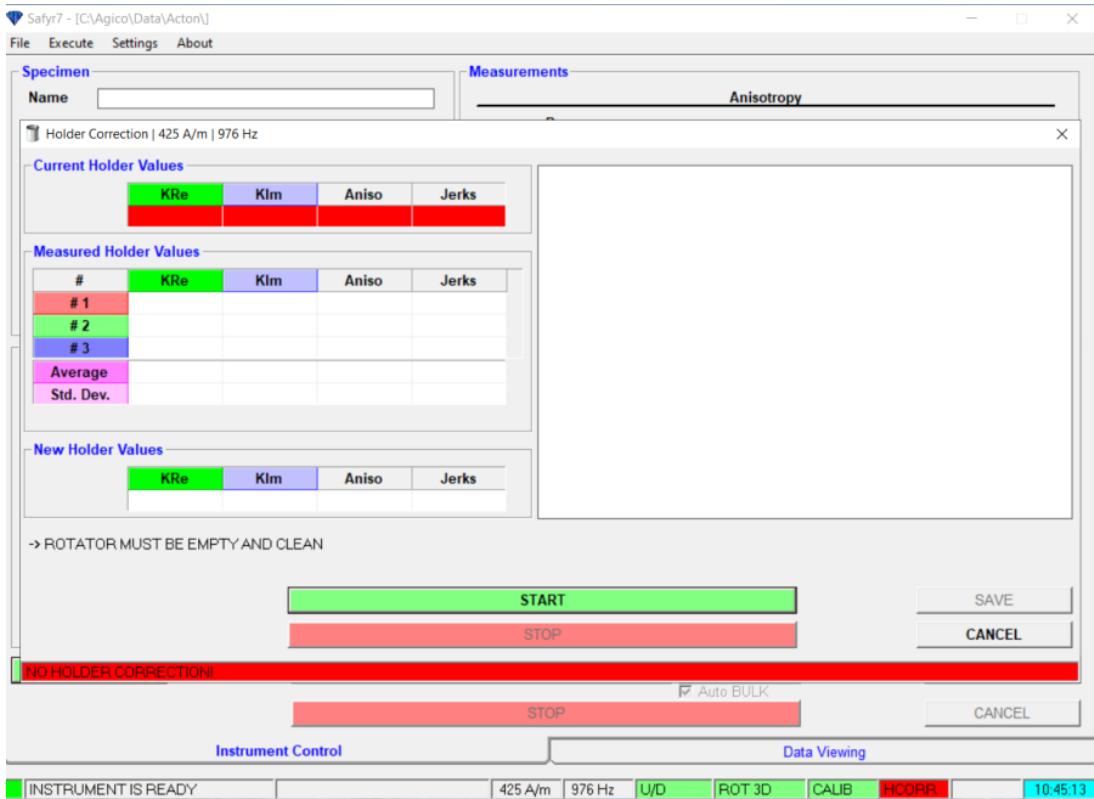 Safyr7 - [C:\Agico\Data\Acton\]
File Execute Settings About
Specimen
Name
Measurements
Anisotropy
Holder Correction | 425 A/m | 976 Hz
Current Holder Values
KRe KIm Aniso Jerks
Measured Holder Values
# KRe KIm Aniso Jerks
# 1
# 2
# 3
Average
Std. Dev.
New Holder Values
KRe KIm Aniso Jerks
-> ROTATOR MUST BE EMPTY AND CLEAN
START SAVE
STOP CANCEL
NO HOLDER CORRECTION!
Auto BULK
STOP CANCEL
Instrument Control Data Viewing
INSTRUMENT IS READY 425 A/m 976 Hz U/D ROT 3D CALIB HCORR 10:45:13